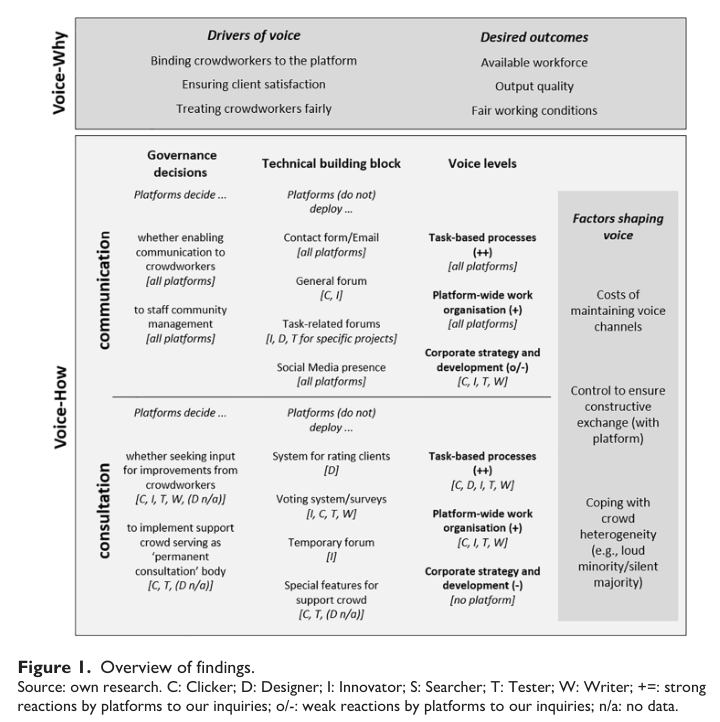 Voice-Why
Drivers of voice
Binding crowdworkers to the platform
Ensuring client satisfaction
Treating crowdworkers fairly
Desired outcomes
Available workforce
Output quality
Fair working conditions
Voice-How
communication
Governance
decisions
Platforms decide ...
whether enabling
communication to
crowdworkers
[all platforms]
to staff community
management
[all platforms]
Technical building block
Platforms (do not)
deploy ...
Contact form/Email
[all platforms]
General forum
[C, I]
Task-related forums
[I, D, T for specific projects]
Social Media presence
[all platforms]
Voice levels
Task-based processes
(++)
[all platforms]
Platform-wide work
organisation (+)
[all platforms]
Corporate strategy and
development (o/-)
[C, I, T, W]
consultation
Platforms decide ...
whether seeking input
for improvements from
crowdworkers
[C, I, T, W, (D n/a)]
to implement support
crowd serving as
‘permanent
consultation’ body
[C, T, (D n/a)]
Platforms (do not)
deploy ...
System for rating clients
[D]
Voting system/surveys
[I, C, T, W]
Temporary forum
[I]
Special features for
support crowd
[C, T, (D n/a)]
Task-based processes
(++)
[C, D, I, T, W]
Platform-wide work
organisation (+)
[C, I, T, W]
Corporate strategy and
development (-)
[no platform]
Factors shaping
voice
Costs of
maintaining voice
channels
Control to ensure
constructive
exchange (with
platform)
Coping with
crowd
heterogeneity
(e.g., loud
minority/silent
majority)
Figure 1. Overview of findings.
Source: own research. C: Clicker; D: Designer; I: Innovator; S: Searcher; T: Tester; W: Writer; +=: strong
reactions by platforms to our inquiries; o/-: weak reactions by platforms to our inquiries; n/a: no data.